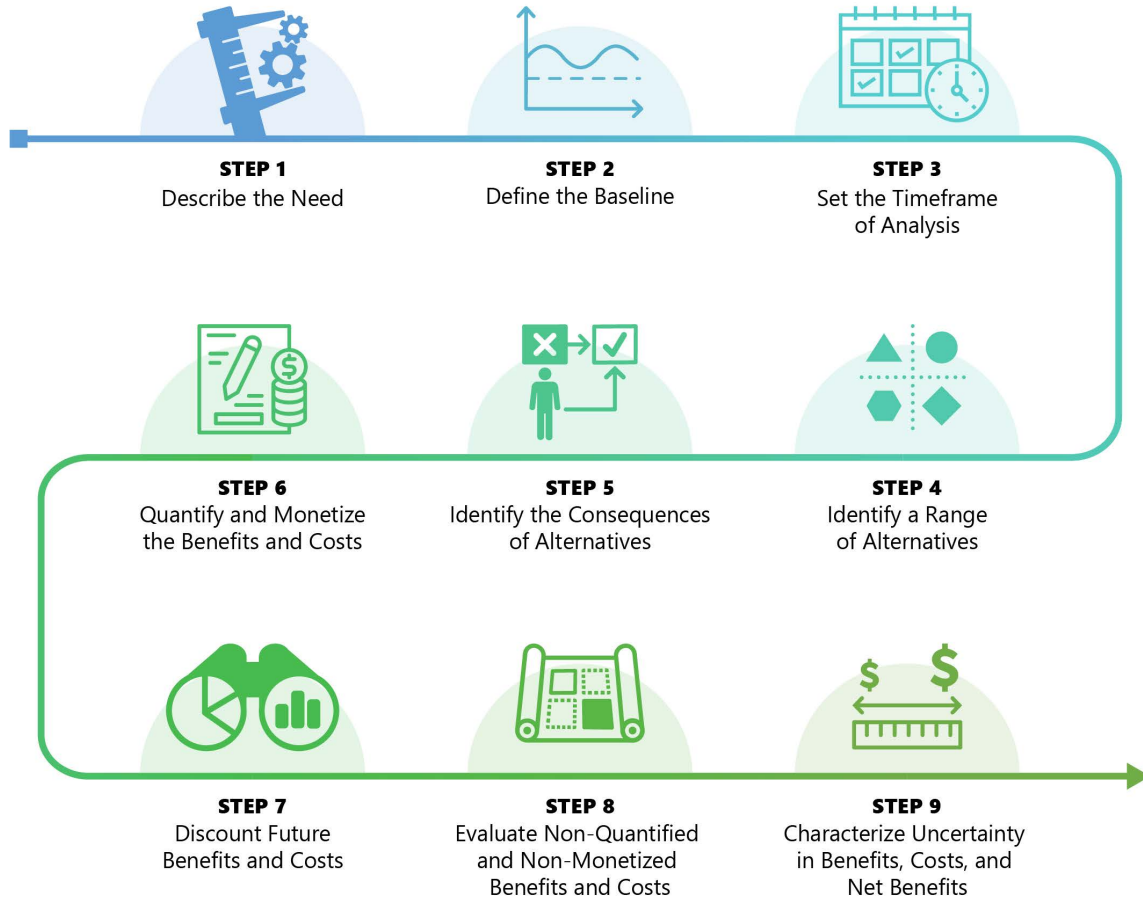 STEP 1
Describe the Need
STEP 2
Define the Baseline
STEP 3
Set the Timeframe
of Analysis
STEP 4
Identify a Range
of Alternatives
STEP 5
Identify the Consequences
of Alternatives
STEP 6
Quantify and Monetize
the Benefits and Costs
STEP 7
Discount Future
Benefits and Costs
STEP 8
Evaluate Non-Quantified
and Non-Monetized
Benefits and Costs
STEP 9
Characterize Uncertainty
in Benefits, Costs, and
Net Benefits